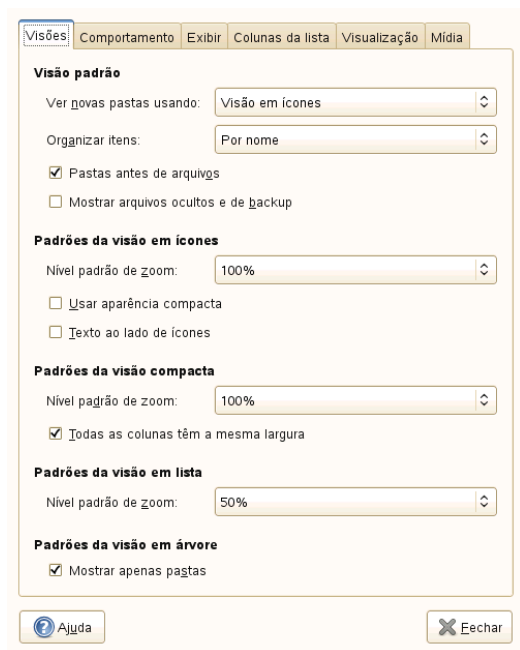 Visões Comportamento Exibir Colunas da lista Visualização Mídia
Visão padrão
Ver novas pastas usando: Visão em ícones
Organizar itens: Por nome
Pastas antes de arquivos
Mostrar arquivos ocultos e de backup
Padrões da visão em ícones
Nível padrão de zoom: 100%
Usar aparência compacta
Texto ao lado de ícones
Padrões da visão compacta
Nível padrão de zoom: 100%
Todas as colunas têm a mesma largura
Padrões da visão em lista
Nível padrão de zoom: 50%
Padrões da visão em árvore
Mostrar apenas pastas
Ajuda Fechar